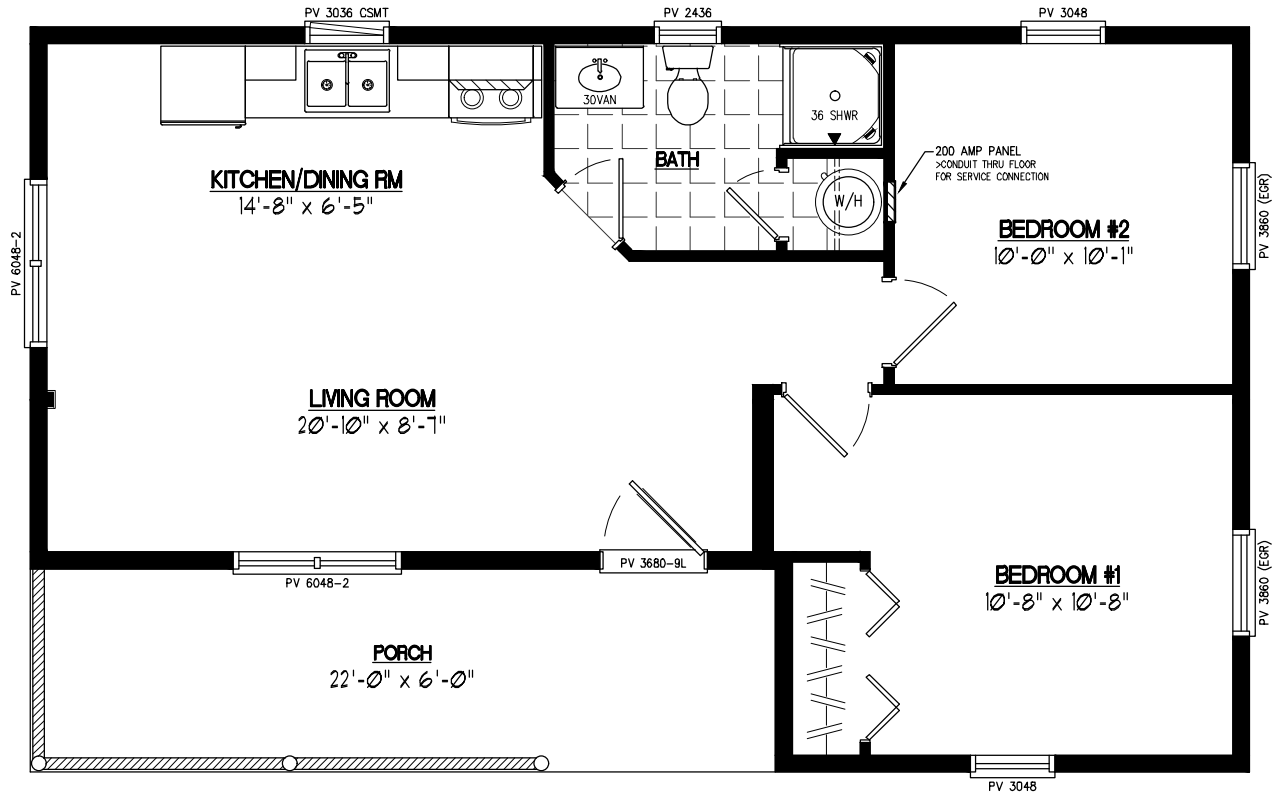 PV 3036 CSMT
PV 2436
PV 3048
30VAN
36 SHWR
200 AMP PANEL
>CONDUIT THRU FLOOR
FOR SERVICE CONNECTION
BATH
KITCHEN/DINING RM
14'-8" x 6'-5"
W/H
PV 3860 (EGR)
BEDROOM #2
10'-0" x 10'-1"
PV 6048-2
LIVING ROOM
20'-10" x 8'-7"
PV 3680-9L
PV 6048-2
BEDROOM #1
10'-8" x 10'-8"
PV 3860 (EGR)
PORCH
22'-0" x 6'-0"
PV 3048